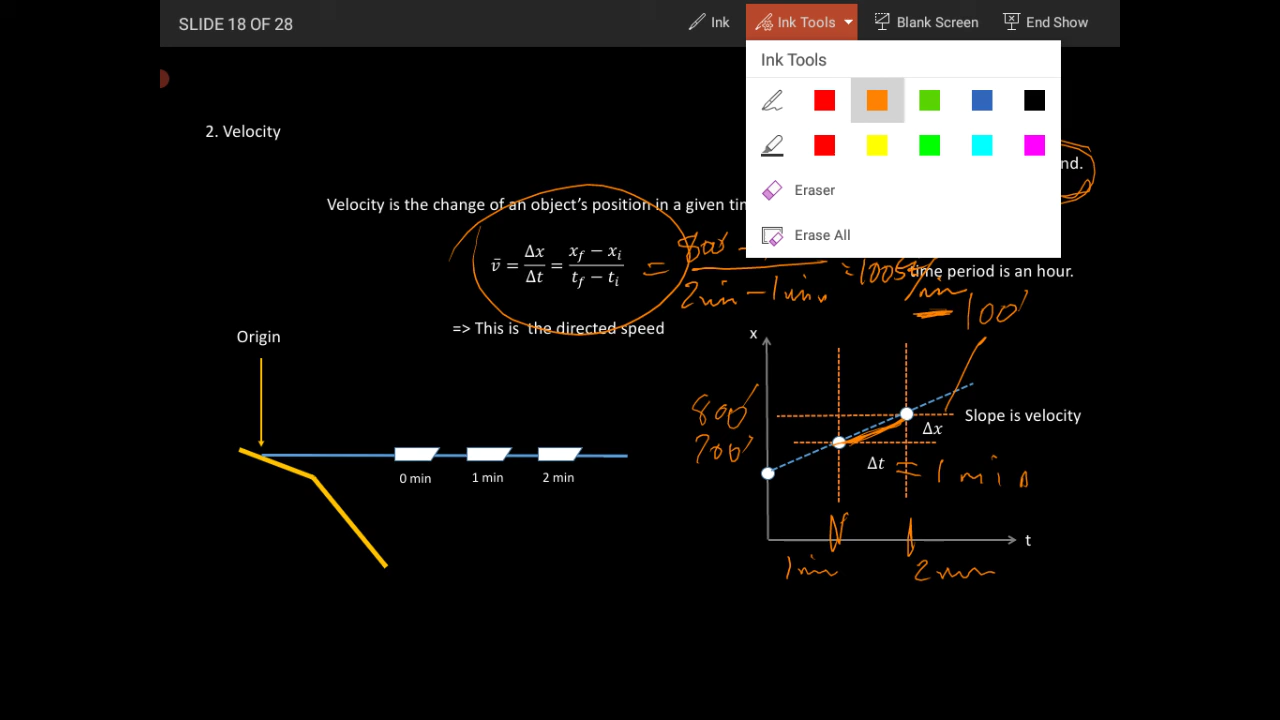 SLIDE 18 OF 28
Ink
Ink Tools
Blank Screen
End Show
Ink Tools
Eraser
Erase All
2. Velocity
nd.
Velocity is the change of an object's position in a given tin
v̄ = Δx/Δt = (x_f − x_i)/(t_f − t_i)
= 800' −
2min − 1min
time period is an hour.
100'
=> This is the directed speed
Origin
x
800'
700'
Slope is velocity
Δx
Δt = 1 min
0 min
1 min
2 min
t
1min
2min